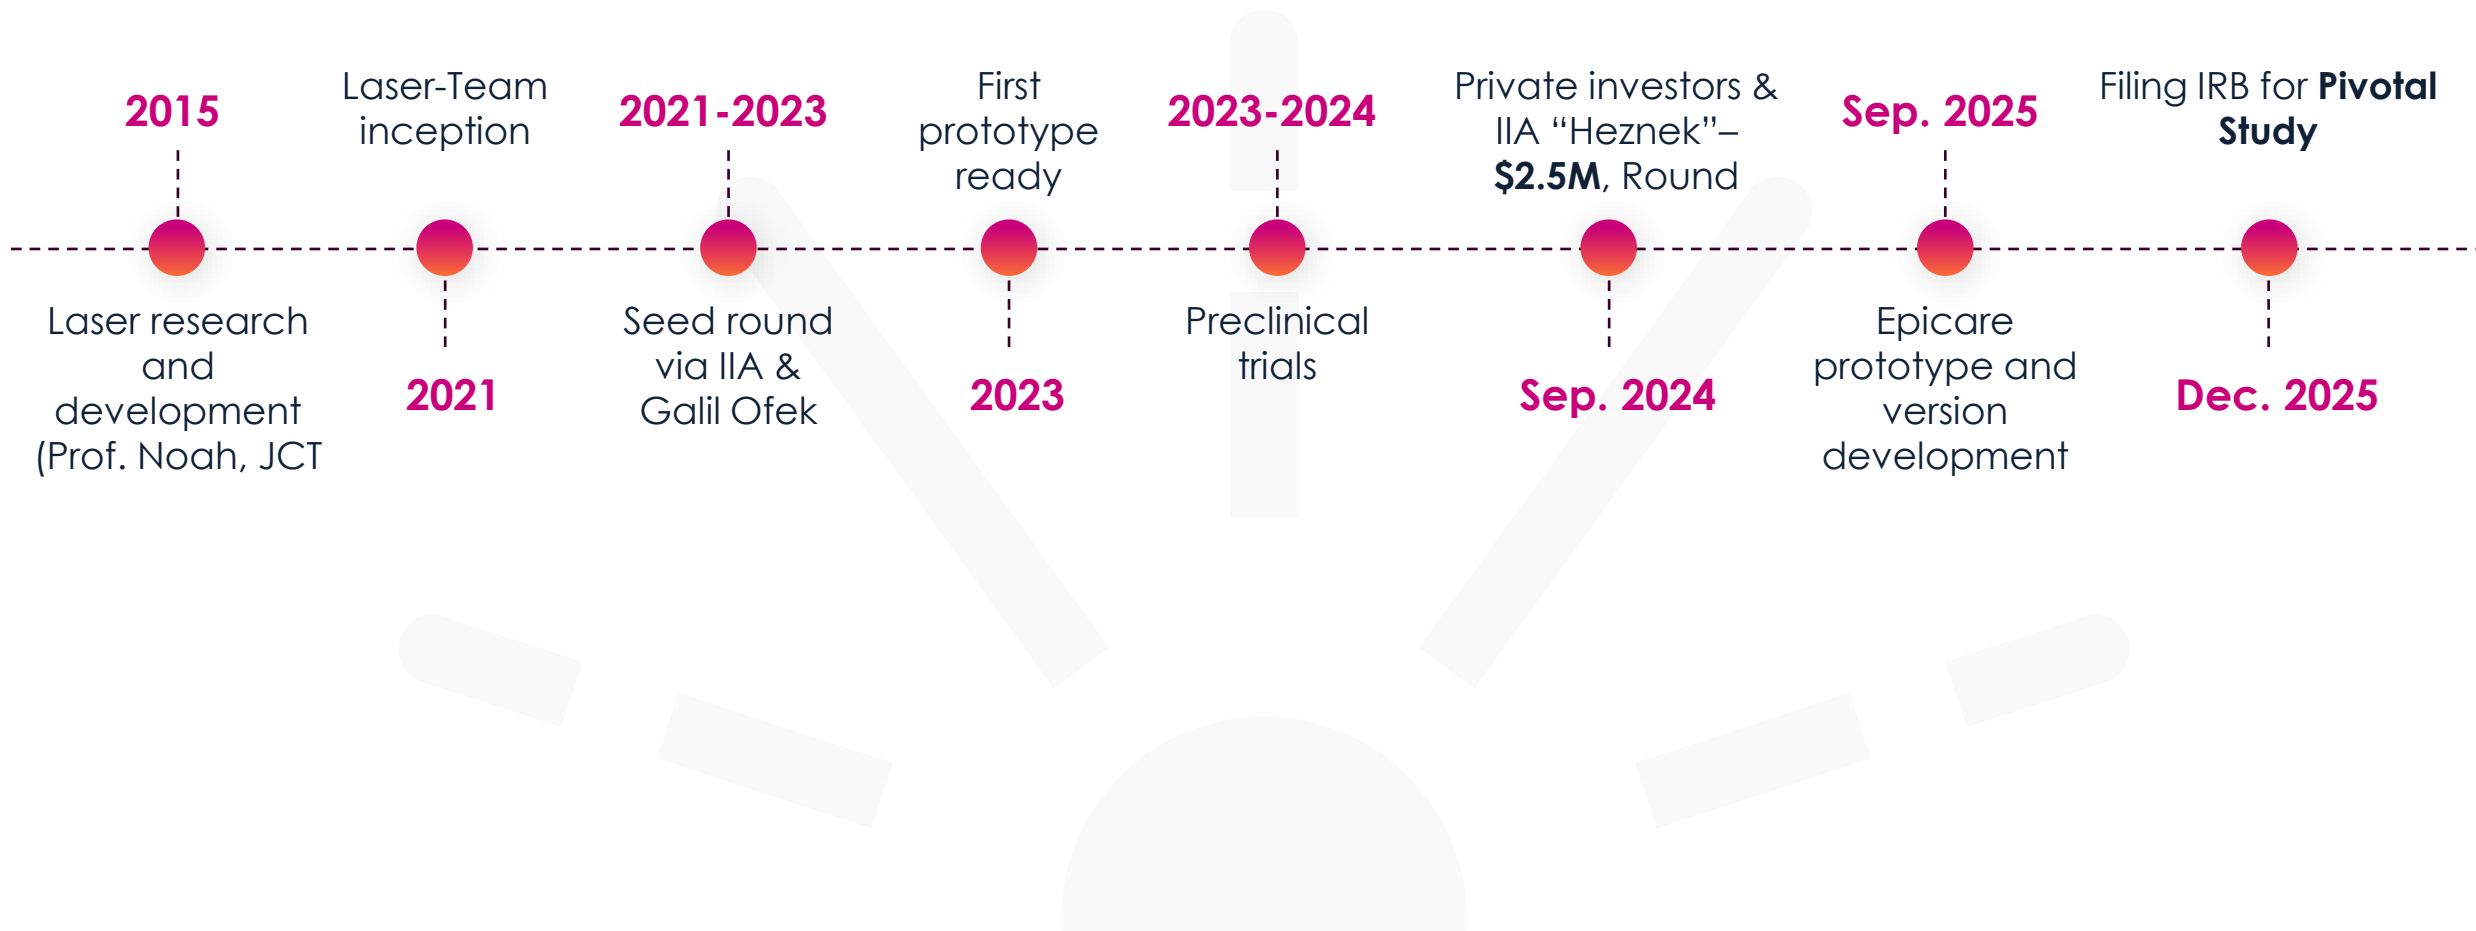 2015
Laser research
and
development
(Prof. Noah, JCT
Laser-Team
inception
2021
2021-2023
Seed round
via IIA &
Galil Ofek
First
prototype
ready
2023
2023-2024
Preclinical
trials
Private investors &
IIA “Heznek”–
$2.5M, Round
Sep. 2024
Sep. 2025
Epicare
prototype and
version
development
Filing IRB for Pivotal
Study
Dec. 2025